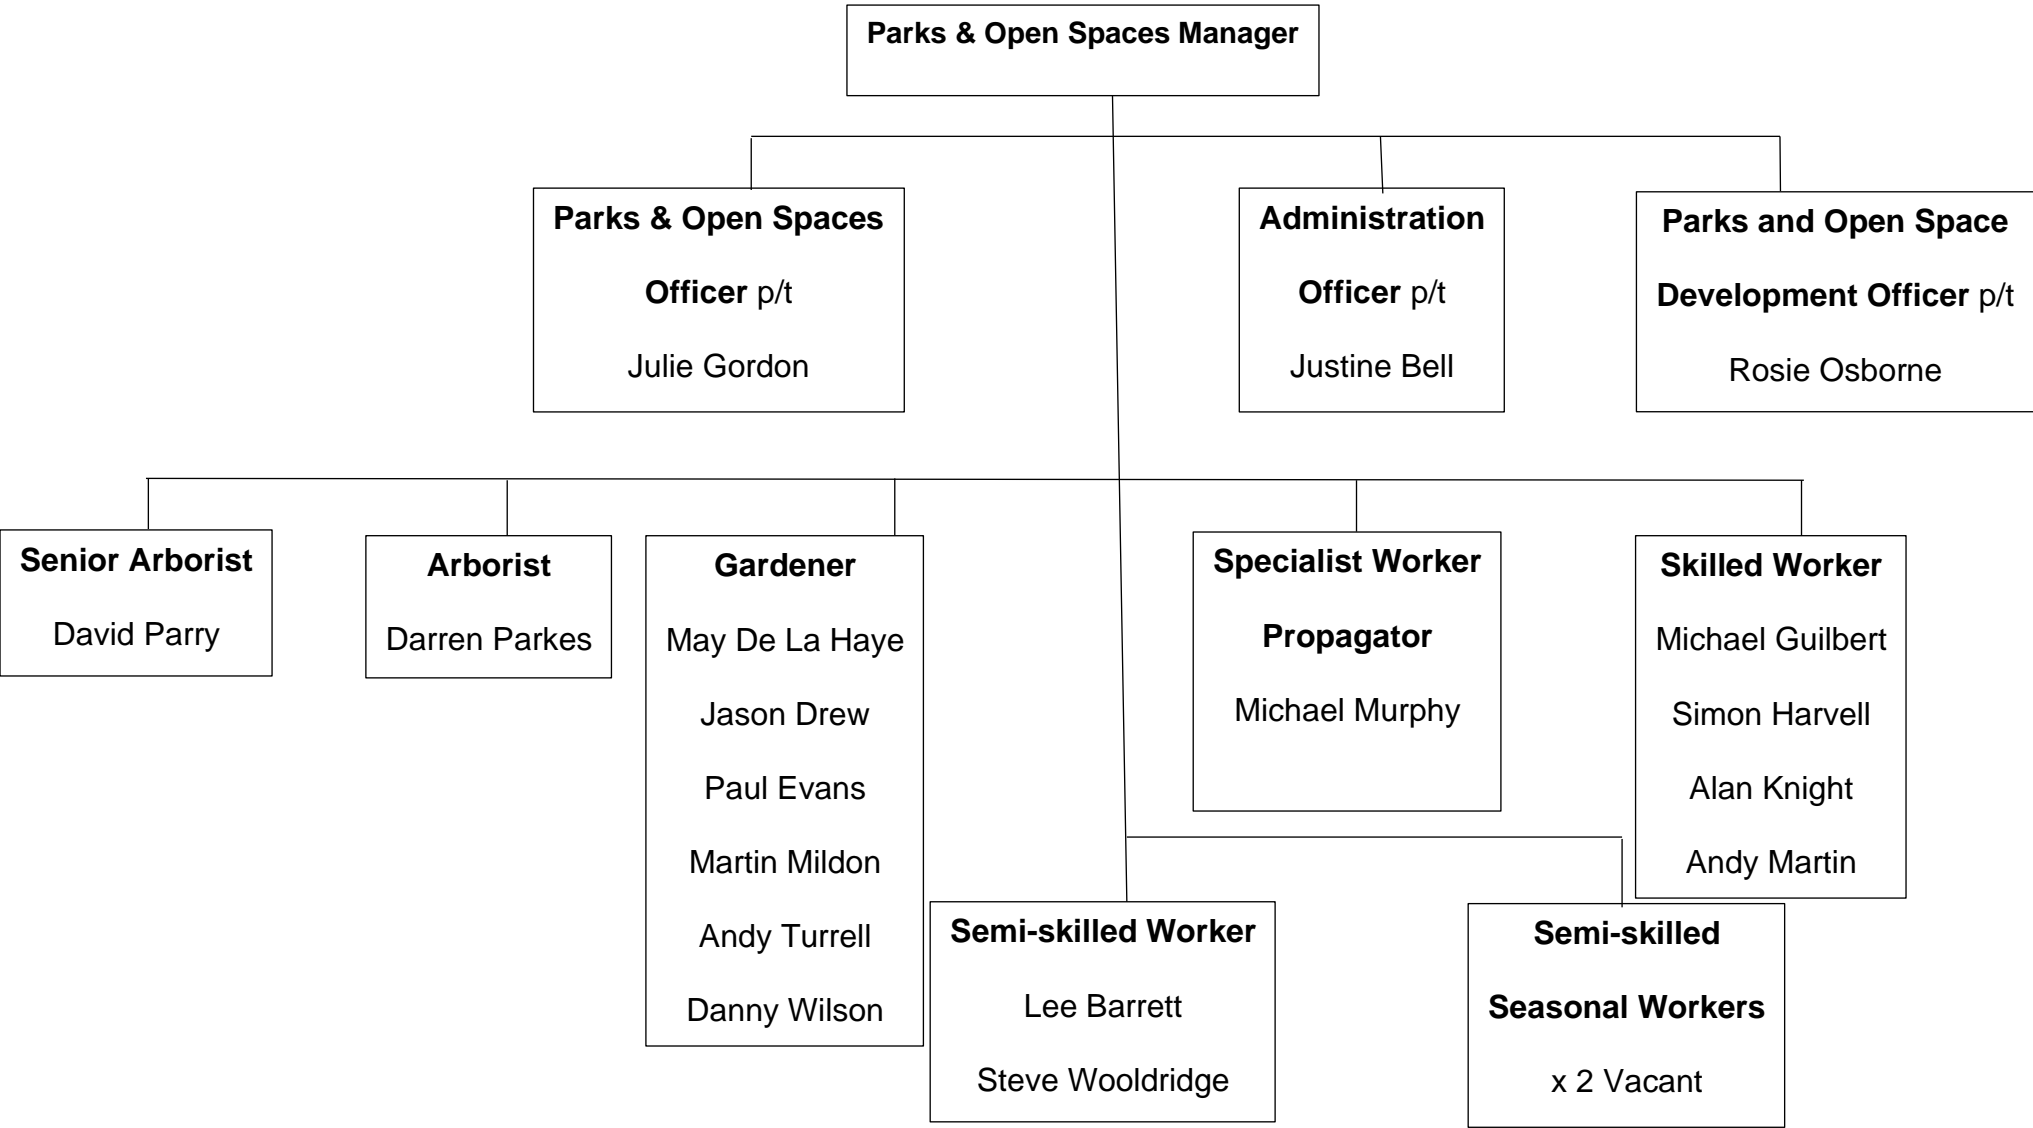 Parks & Open Spaces Manager
Parks & Open Spaces
Officer p/t
Julie Gordon
Administration
Officer p/t
Justine Bell
Parks and Open Space
Development Officer p/t
Rosie Osborne
Senior Arborist
David Parry
Arborist
Darren Parkes
Gardener
May De La Haye
Jason Drew
Paul Evans
Martin Mildon
Andy Turrell
Danny Wilson
Specialist Worker
Propagator
Michael Murphy
Skilled Worker
Michael Guilbert
Simon Harvell
Alan Knight
Andy Martin
Semi-skilled Worker
Lee Barrett
Steve Wooldridge
Semi-skilled
Seasonal Workers
x 2 Vacant